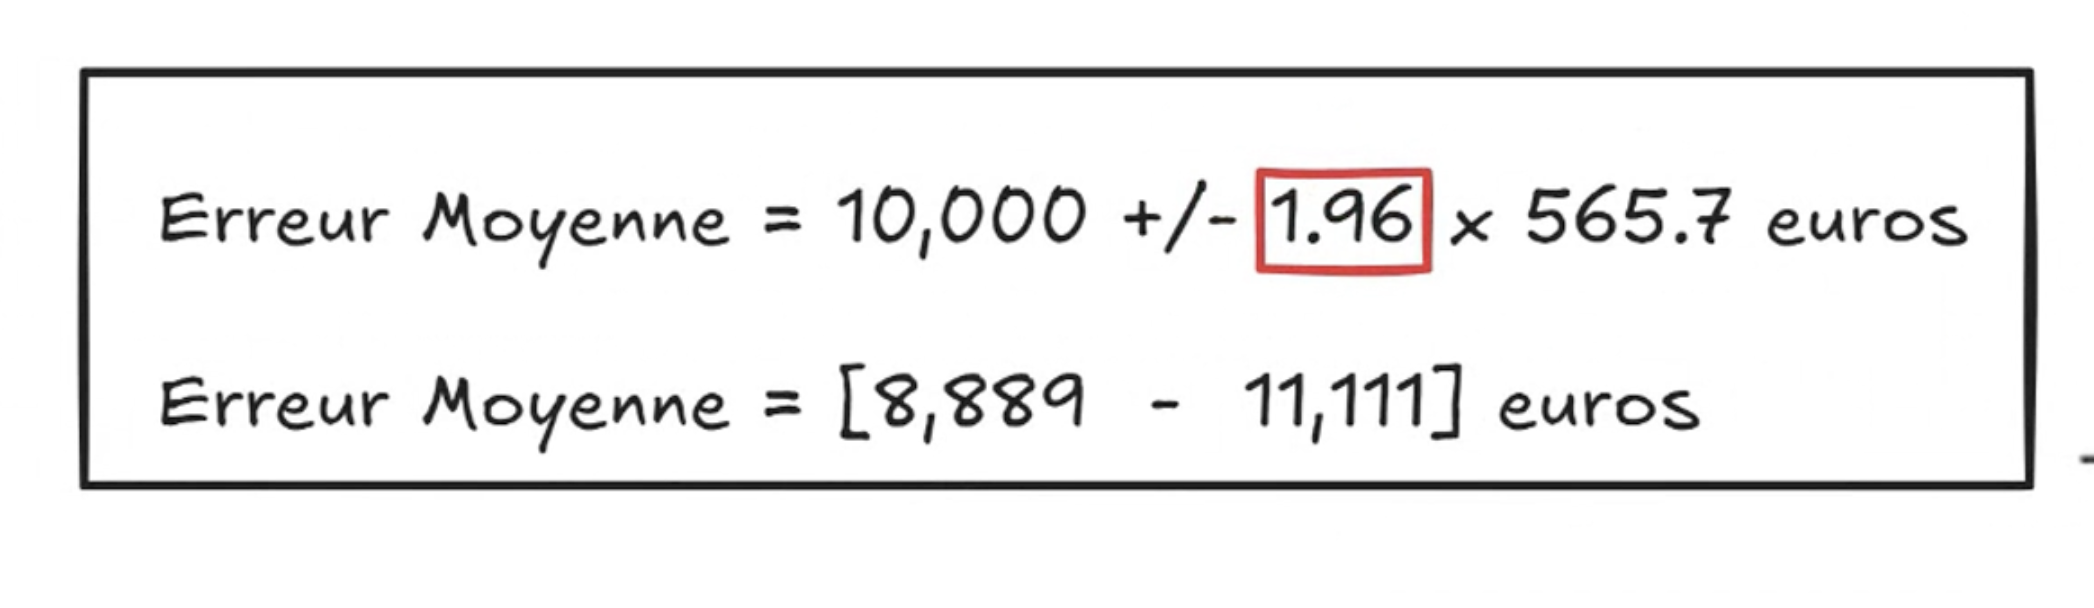 Erreur Moyenne = 10,000 +/- 1.96 x 565.7 euros
Erreur Moyenne = [8,889 - 11,111] euros